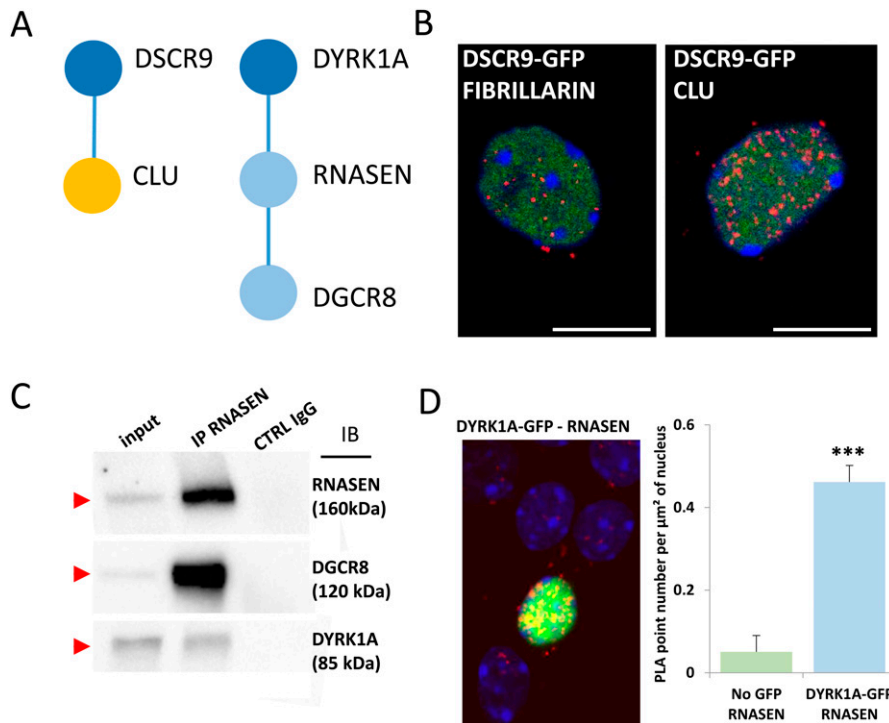 A
DSCR9
DYRK1A
CLU
RNASEN
DGCR8
B
DSCR9-GFP
FIBRILLARIN
DSCR9-GFP
CLU
C
input
IP RNASEN
CTRL IgG
IB
RNASEN
(160kDa)
DGCR8
(120 kDa)
DYRK1A
(85 kDa)
D
DYRK1A-GFP - RNASEN
PLA point number per µm² of nucleus
0.6
0.4
0.2
0
***
No GFP
RNASEN
DYRK1A-GFP
RNASEN